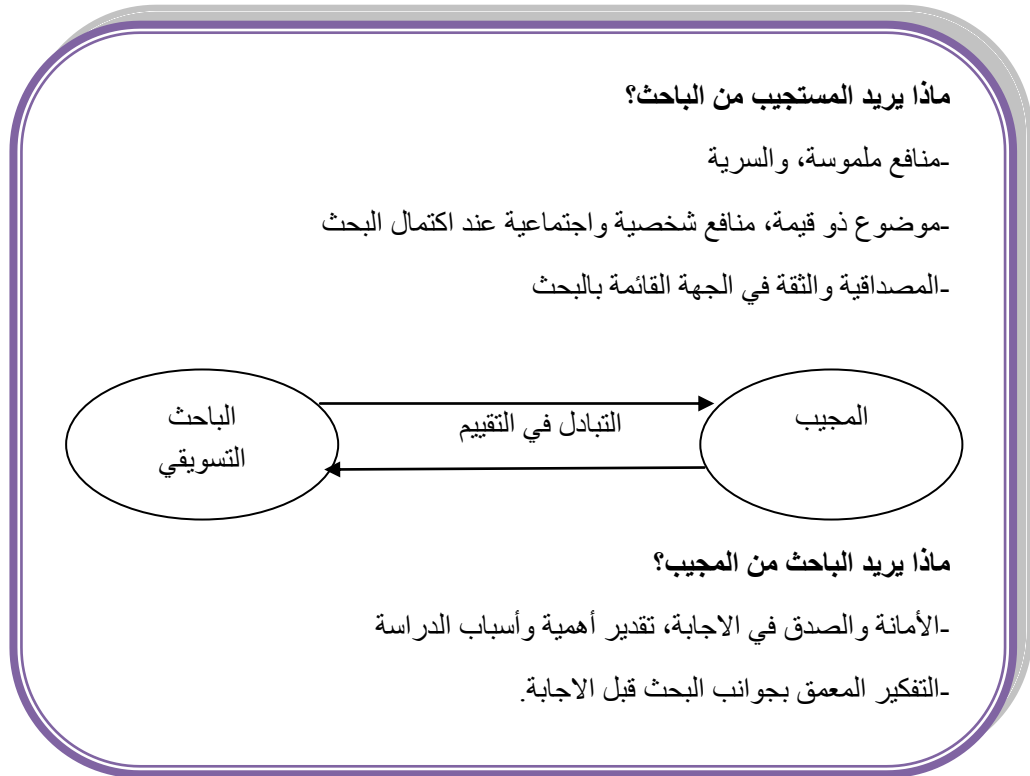 ماذا يريد المستجيب من الباحث؟
-منافع ملموسة، والسرية
-موضوع ذو قيمة، منافع شخصية واجتماعية عند اكتمال البحث
-المصداقية والثقة في الجهة القائمة بالبحث
المجيب
التبادل في التقييم
الباحث
التسويقي
ماذا يريد الباحث من المجيب؟
-الأمانة والصدق في الاجابة، تقدير أهمية وأسباب الدراسة
-التفكير المعمق بجوانب البحث قبل الاجابة.